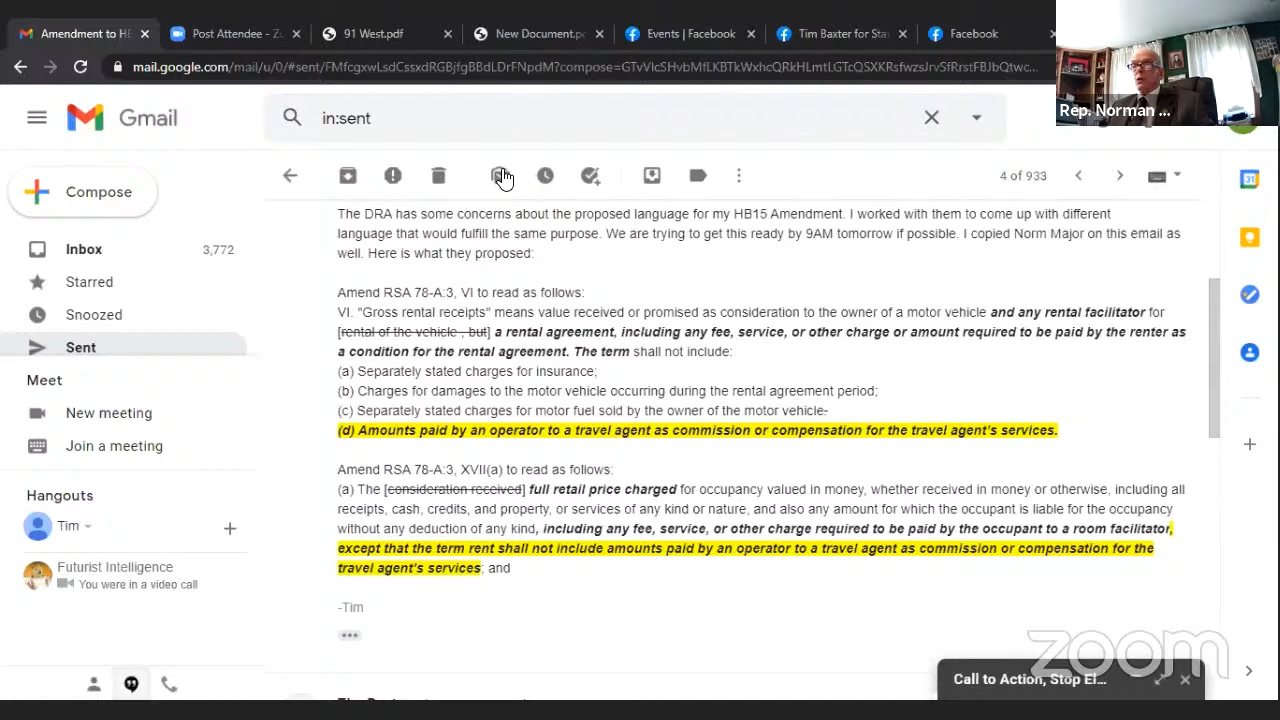 Amendment to HB
Post Attendee - Zo
91 West.pdf
New Document.p
Events | Facebook
Tim Baxter for Stat
Facebook
mail.google.com/mail/u/0/#sent/
Rep. Norman ...
Gmail
in:sent
Compose
4 of 933
Inbox 3,772
Starred
Snoozed
Sent
Meet
New meeting
Join a meeting
Hangouts
Tim
Futurist Intelligence
You were in a video call
The DRA has some concerns about the proposed language for my HB15 Amendment. I worked with them to come up with different
language that would fulfill the same purpose. We are trying to get this ready by 9AM tomorrow if possible. I copied Norm Major on this email as
well. Here is what they proposed:
Amend RSA 78-A:3, VI to read as follows:
VI. "Gross rental receipts" means value received or promised as consideration to the owner of a motor vehicle and any rental facilitator for
[rental of the vehicle , but] a rental agreement, including any fee, service, or other charge or amount required to be paid by the renter as
a condition for the rental agreement. The term shall not include:
(a) Separately stated charges for insurance;
(b) Charges for damages to the motor vehicle occurring during the rental agreement period;
(c) Separately stated charges for motor fuel sold by the owner of the motor vehicle.
(d) Amounts paid by an operator to a travel agent as commission or compensation for the travel agent's services.
Amend RSA 78-A:3, XVII(a) to read as follows:
(a) The [consideration received] full retail price charged for occupancy valued in money, whether received in money or otherwise, including all
receipts, cash, credits, and property, or services of any kind or nature, and also any amount for which the occupant is liable for the occupancy
without any deduction of any kind, including any fee, service, or other charge required to be paid by the occupant to a room facilitator,
except that the term rent shall not include amounts paid by an operator to a travel agent as commission or compensation for the
travel agent's services; and
-Tim
zoom
Call to Action, Stop El...